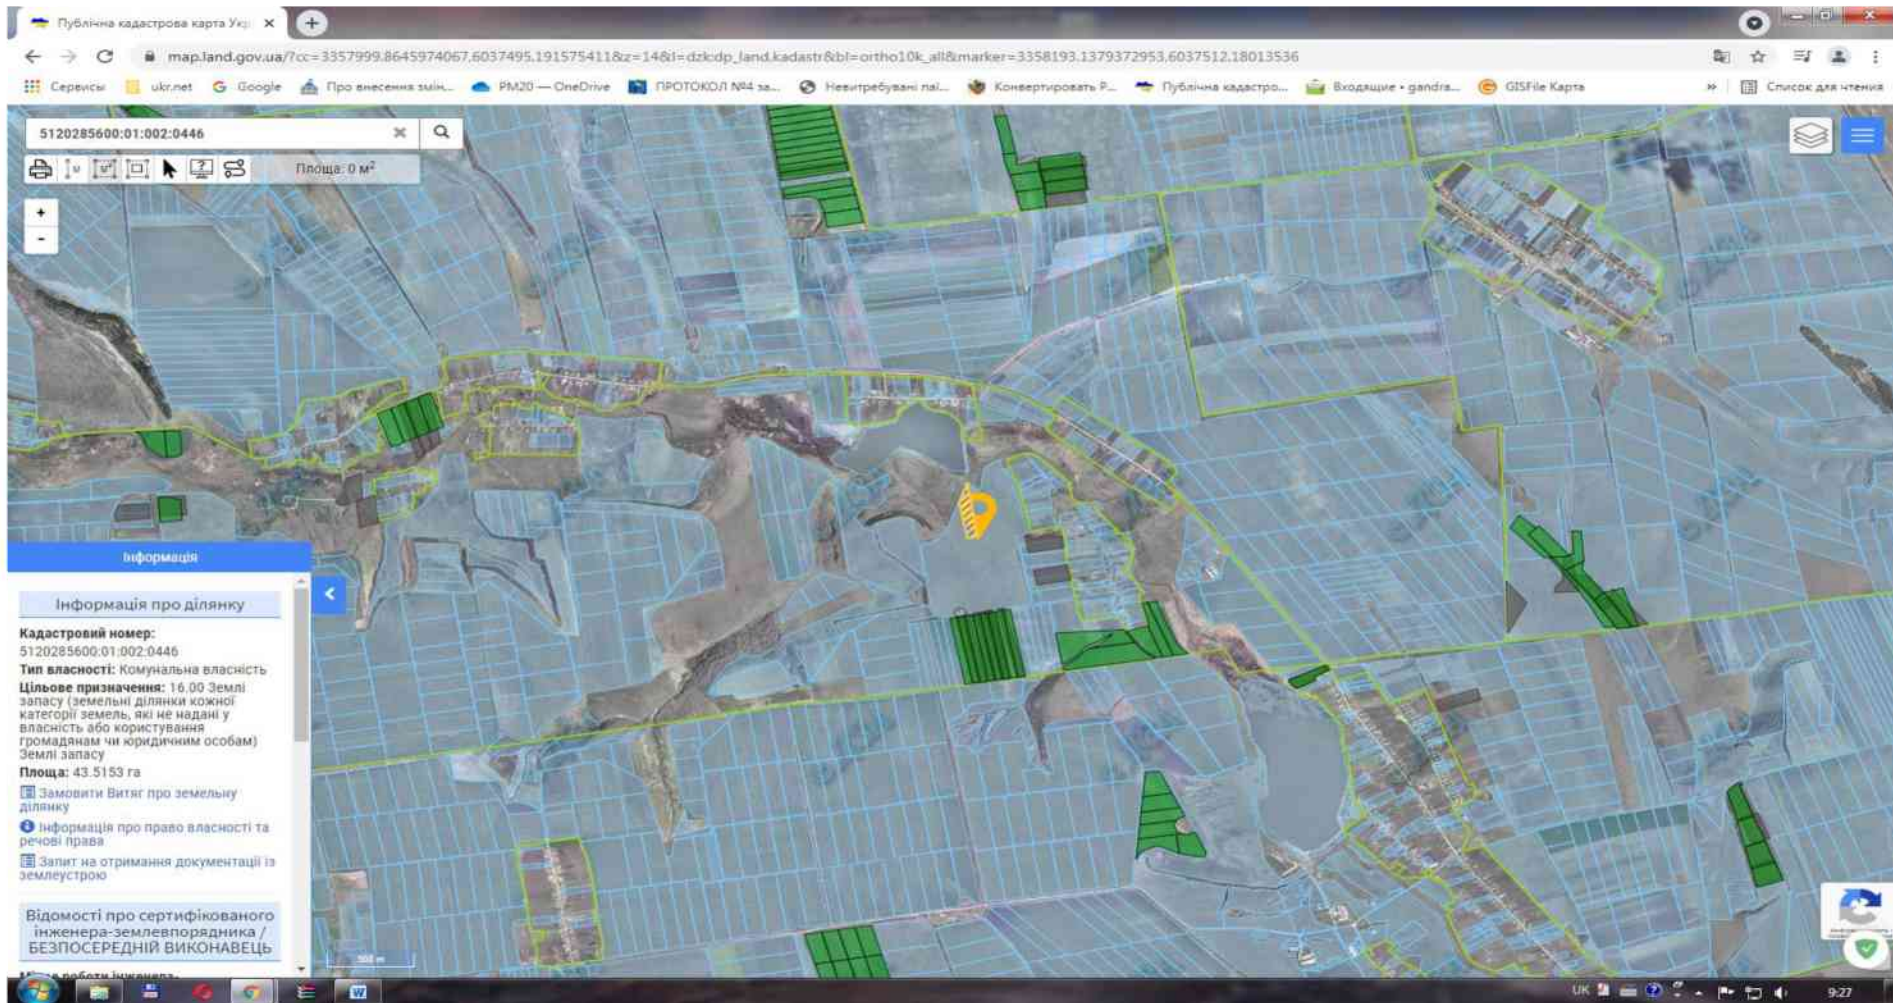 Публічна кадастрова карта Укр
map.land.gov.ua/?cc=3357999.8645974067,6037495.191575411&z=14&l=dzk:dp_land,kadastr&bl=ortho10k_all&marker=3358193.1379372953,6037512.18013536
Сервисы ukr.net Google Про внесення змін... PM20 — OneDrive ПРОТОКОЛ №4 за... Невитребувані паї... Конвертировать P... Публічна кадастро... Входящие • gandra... GISFile Карта » Список для чтения
5120285600:01:002:0446
Площа: 0 м²
+
-
Інформація
Інформація про ділянку
Кадастровий номер:
5120285600:01:002:0446
Тип власності: Комунальна власність
Цільове призначення: 16.00 Землі
запасу (земельні ділянки кожної
категорії земель, які не надані у
власність або користування
громадянам чи юридичним особам)
Землі запасу
Площа: 43.5153 га
Замовити Витяг про земельну
ділянку
Інформація про право власності та
речові права
Запит на отримання документації із
землеустрою
Відомості про сертифікованого
інженера-землевпорядника /
БЕЗПОСЕРЕДНІЙ ВИКОНАВЕЦЬ
Місце роботи інженера-
500 m
UK
9:27